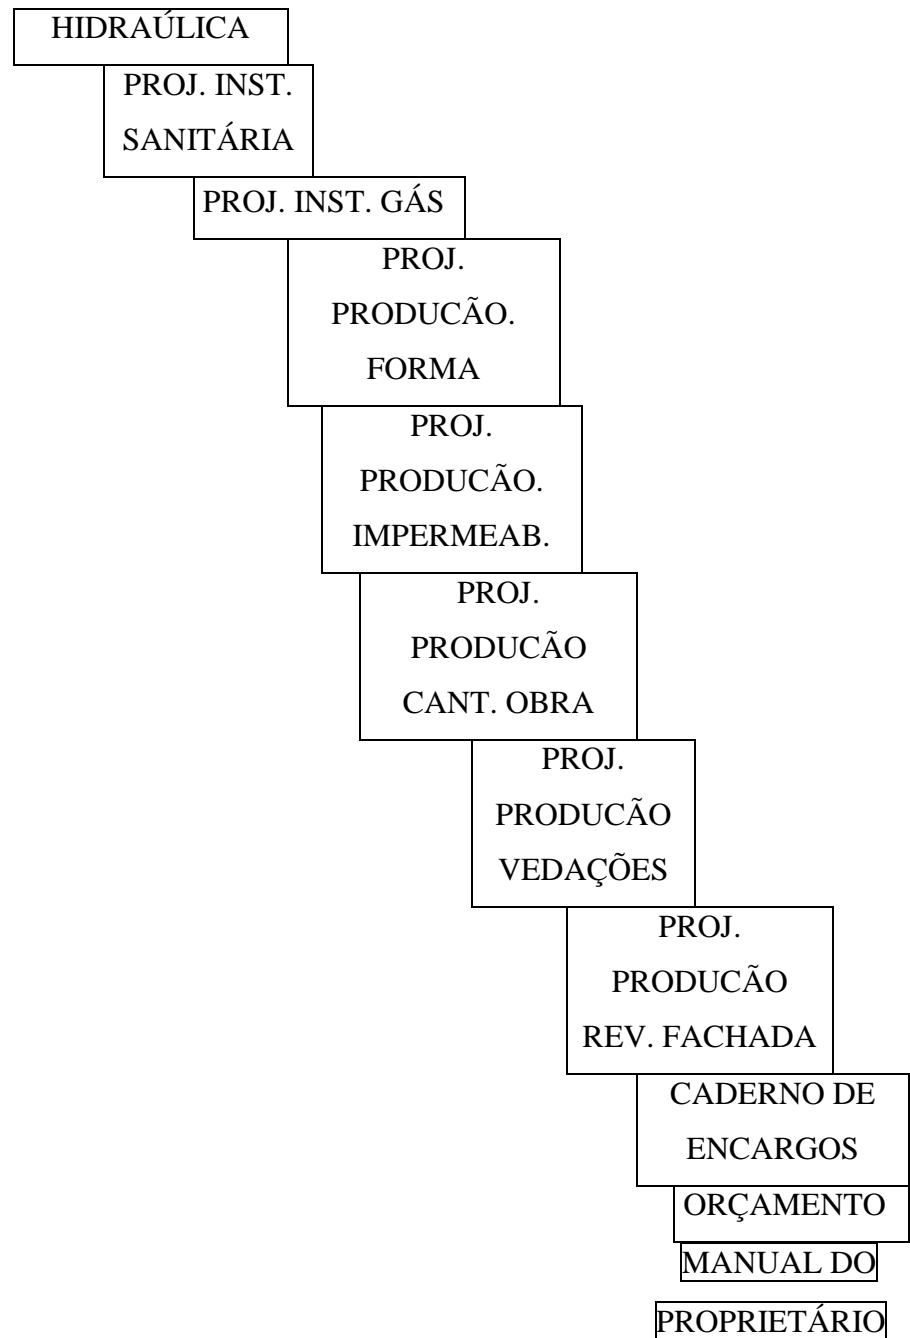 HIDRAÚLICA
PROJ. INST.
SANITÁRIA
PROJ. INST. GÁS
PROJ.
PRODUCÃO.
FORMA
PROJ.
PRODUCÃO.
IMPERMEAB.
PROJ.
PRODUCÃO
CANT. OBRA
PROJ.
PRODUCÃO
VEDAÇÕES
PROJ.
PRODUCÃO
REV. FACHADA
CADERNO DE
ENCARGOS
ORÇAMENTO
MANUAL DO
PROPRIETÁRIO